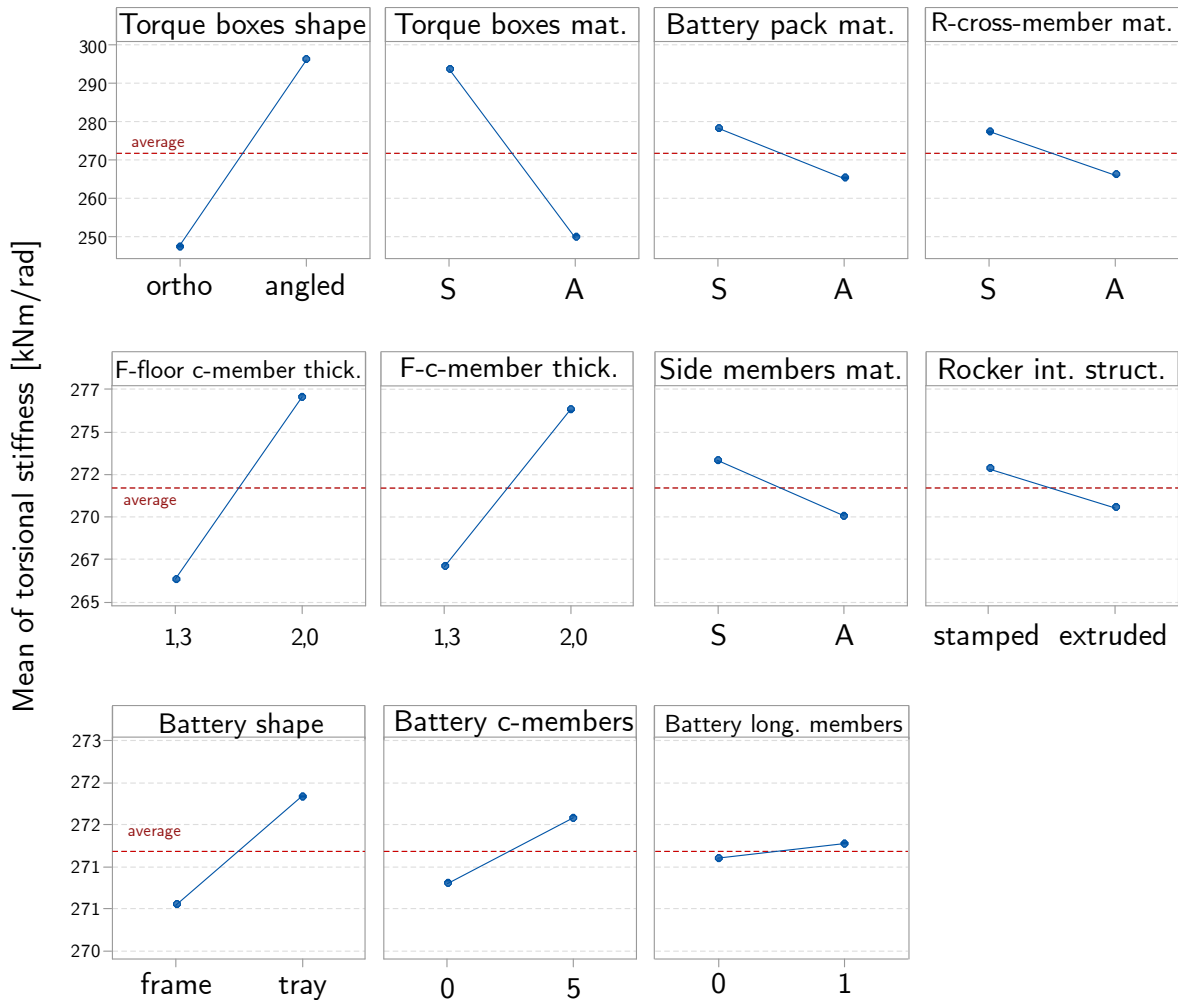 Torque boxes shape
Torque boxes mat.
Battery pack mat.
R-cross-member mat.
300
290
280
270
260
250
average
ortho angled
S A
S A
S A
Mean of torsional stiffness [kNm/rad]
F-floor c-member thick.
F-c-member thick.
Side members mat.
Rocker int. struct.
277
275
272
270
267
265
average
1,3 2,0
1,3 2,0
S A
stamped extruded
Battery shape
Battery c-members
Battery long. members
273
272
272
271
271
270
average
frame tray
0 5
0 1